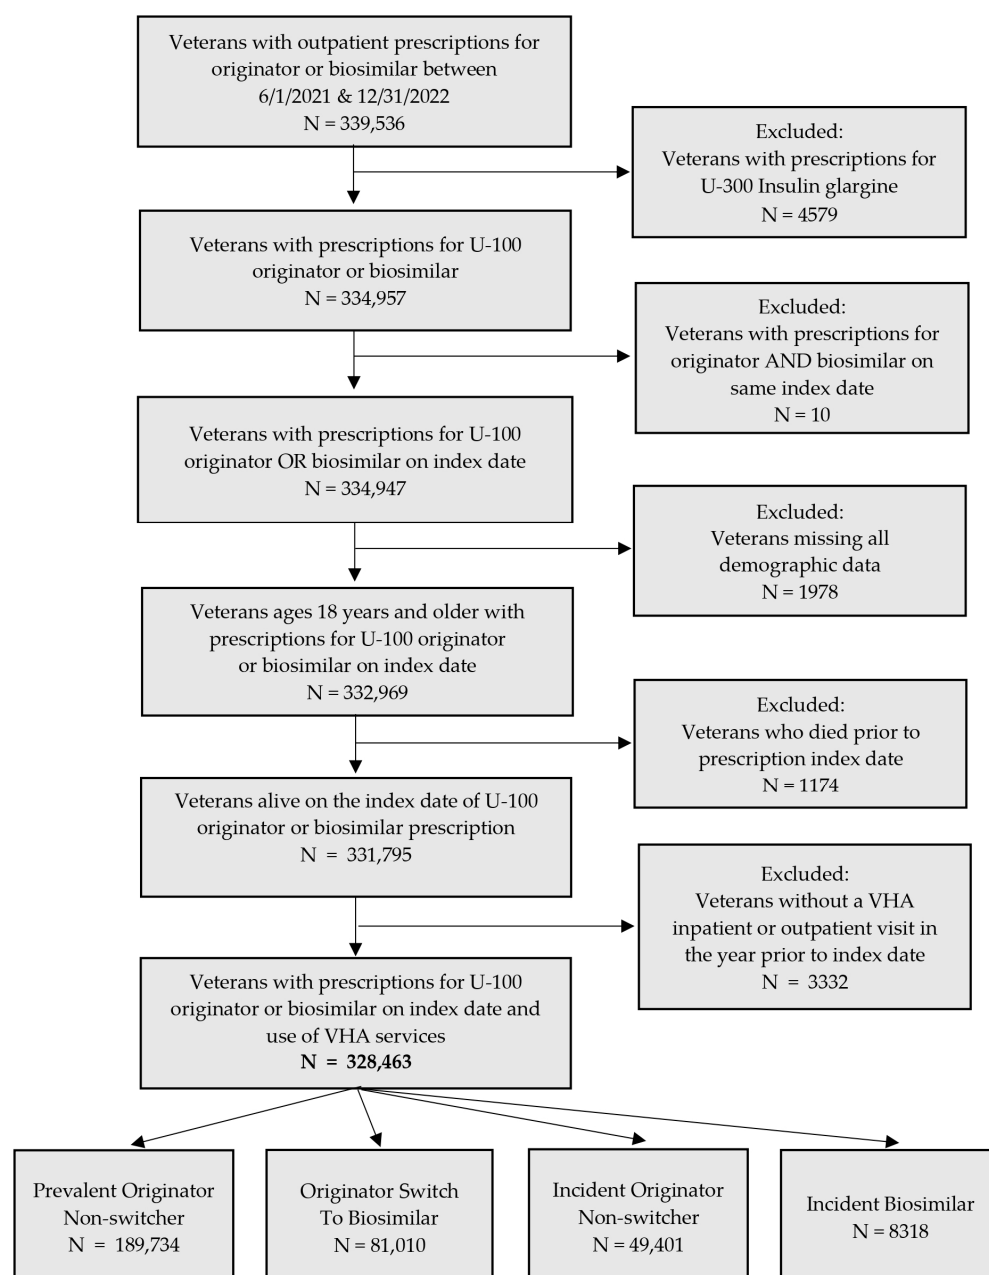 Veterans with outpatient prescriptions for
originator or biosimilar between
6/1/2021 & 12/31/2022
N = 339,536
Excluded:
Veterans with prescriptions for
U-300 Insulin glargine
N = 4579
Veterans with prescriptions for U-100
originator or biosimilar
N = 334,957
Excluded:
Veterans with prescriptions for
originator AND biosimilar on
same index date
N = 10
Veterans with prescriptions for U-100
originator OR biosimilar on index date
N = 334,947
Excluded:
Veterans missing all
demographic data
N = 1978
Veterans ages 18 years and older with
prescriptions for U-100 originator
or biosimilar on index date
N = 332,969
Excluded:
Veterans who died prior to
prescription index date
N = 1174
Veterans alive on the index date of U-100
originator or biosimilar prescription
N = 331,795
Excluded:
Veterans without a VHA
inpatient or outpatient visit in
the year prior to index date
N = 3332
Veterans with prescriptions for U-100
originator or biosimilar on index date and
use of VHA services
N = 328,463
Prevalent Originator
Non-switcher
N = 189,734
Originator Switch
To Biosimilar
N = 81,010
Incident Originator
Non-switcher
N = 49,401
Incident Biosimilar
N = 8318